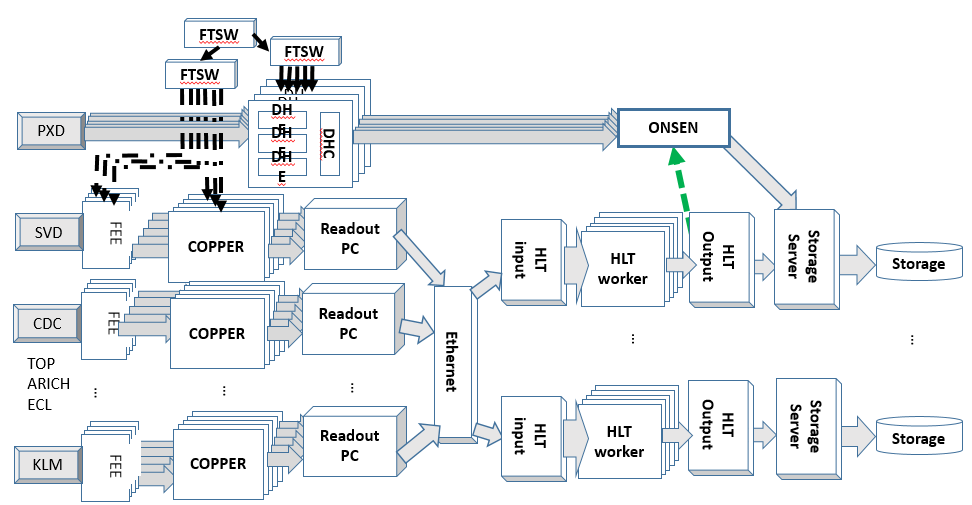 FTSW
FTSW
FTSW
PXD
DH
E
DH
E
DH
E
DHC
ONSEN
SVD
FEE
COPPER
Readout
PC
HLT
input
HLT
worker
HLT
Output
Storage
Server
Storage
CDC
FEE
COPPER
Readout
PC
Ethernet
...
...
TOP
ARICH
ECL
...
...
...
KLM
FEE
COPPER
Readout
PC
HLT
input
HLT
worker
HLT
Output
Storage
Server
Storage